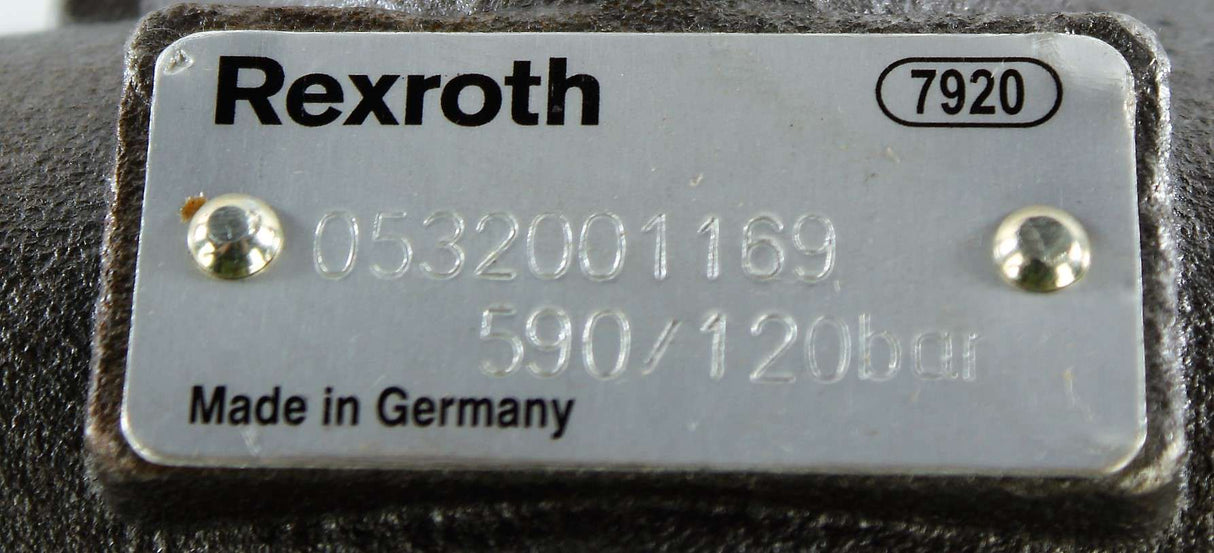 Rexroth
7920
0532001169
590/120bar
Made in Germany